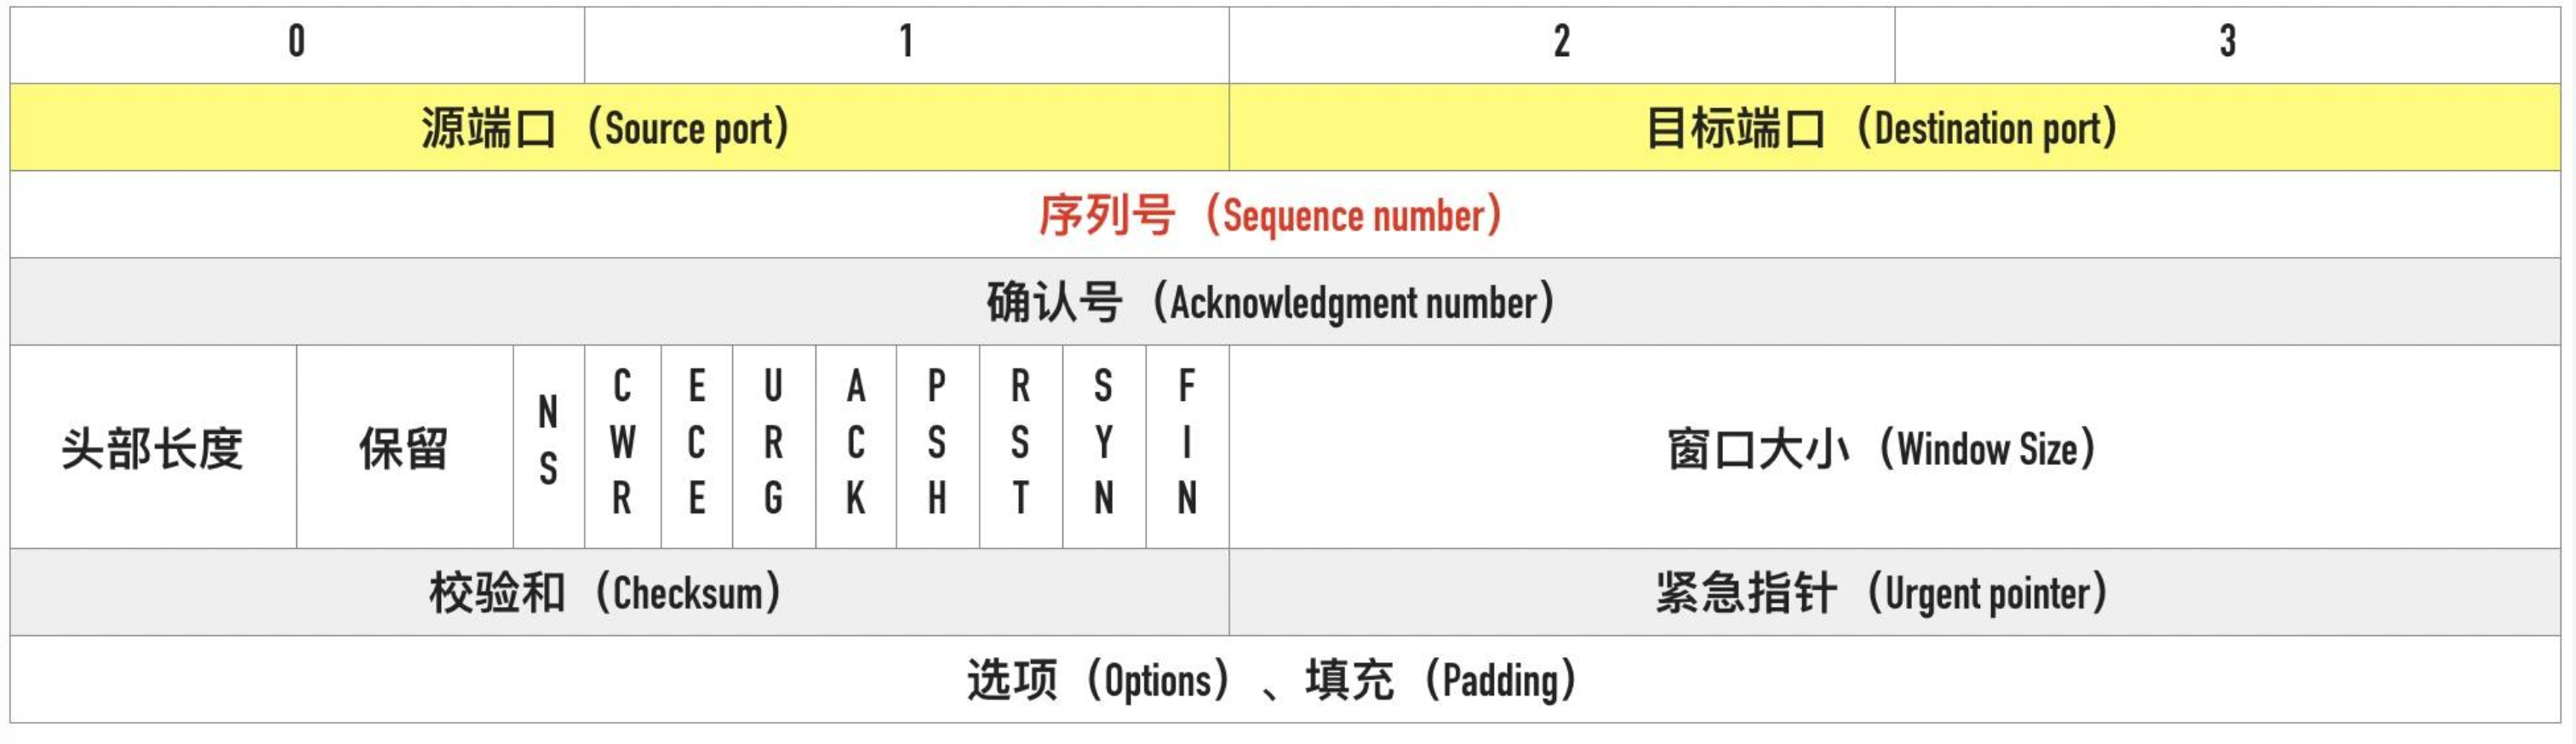 0 1 2 3
源端口（Source port） 目标端口（Destination port）
序列号（Sequence number）
确认号（Acknowledgment number）
头部长度 保留 NS CWR ECE URG ACK PSH RST SYN FIN 窗口大小（Window Size）
校验和（Checksum） 紧急指针（Urgent pointer）
选项（Options）、填充（Padding）